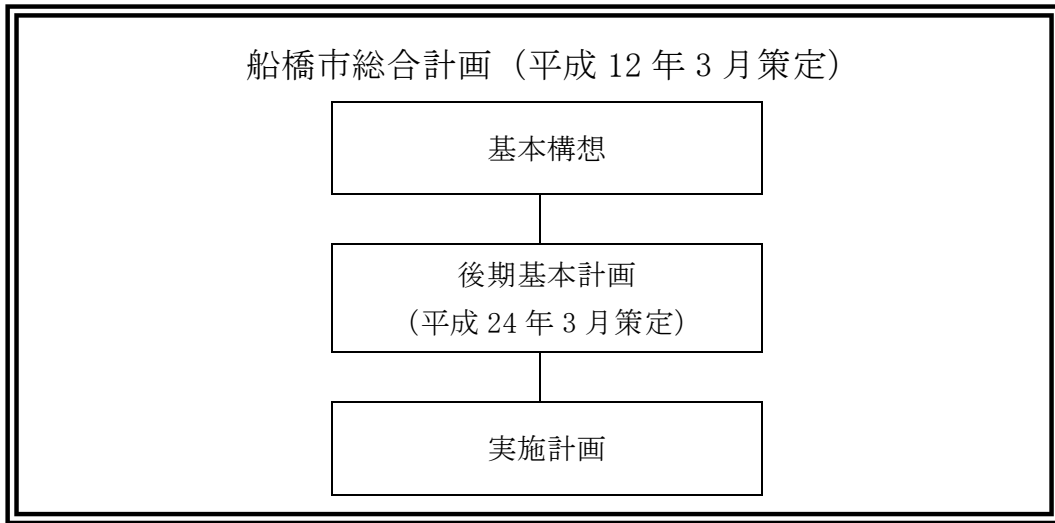 船橋市総合計画（平成 12 年 3 月策定）
基本構想
後期基本計画
（平成 24 年 3 月策定）
実施計画